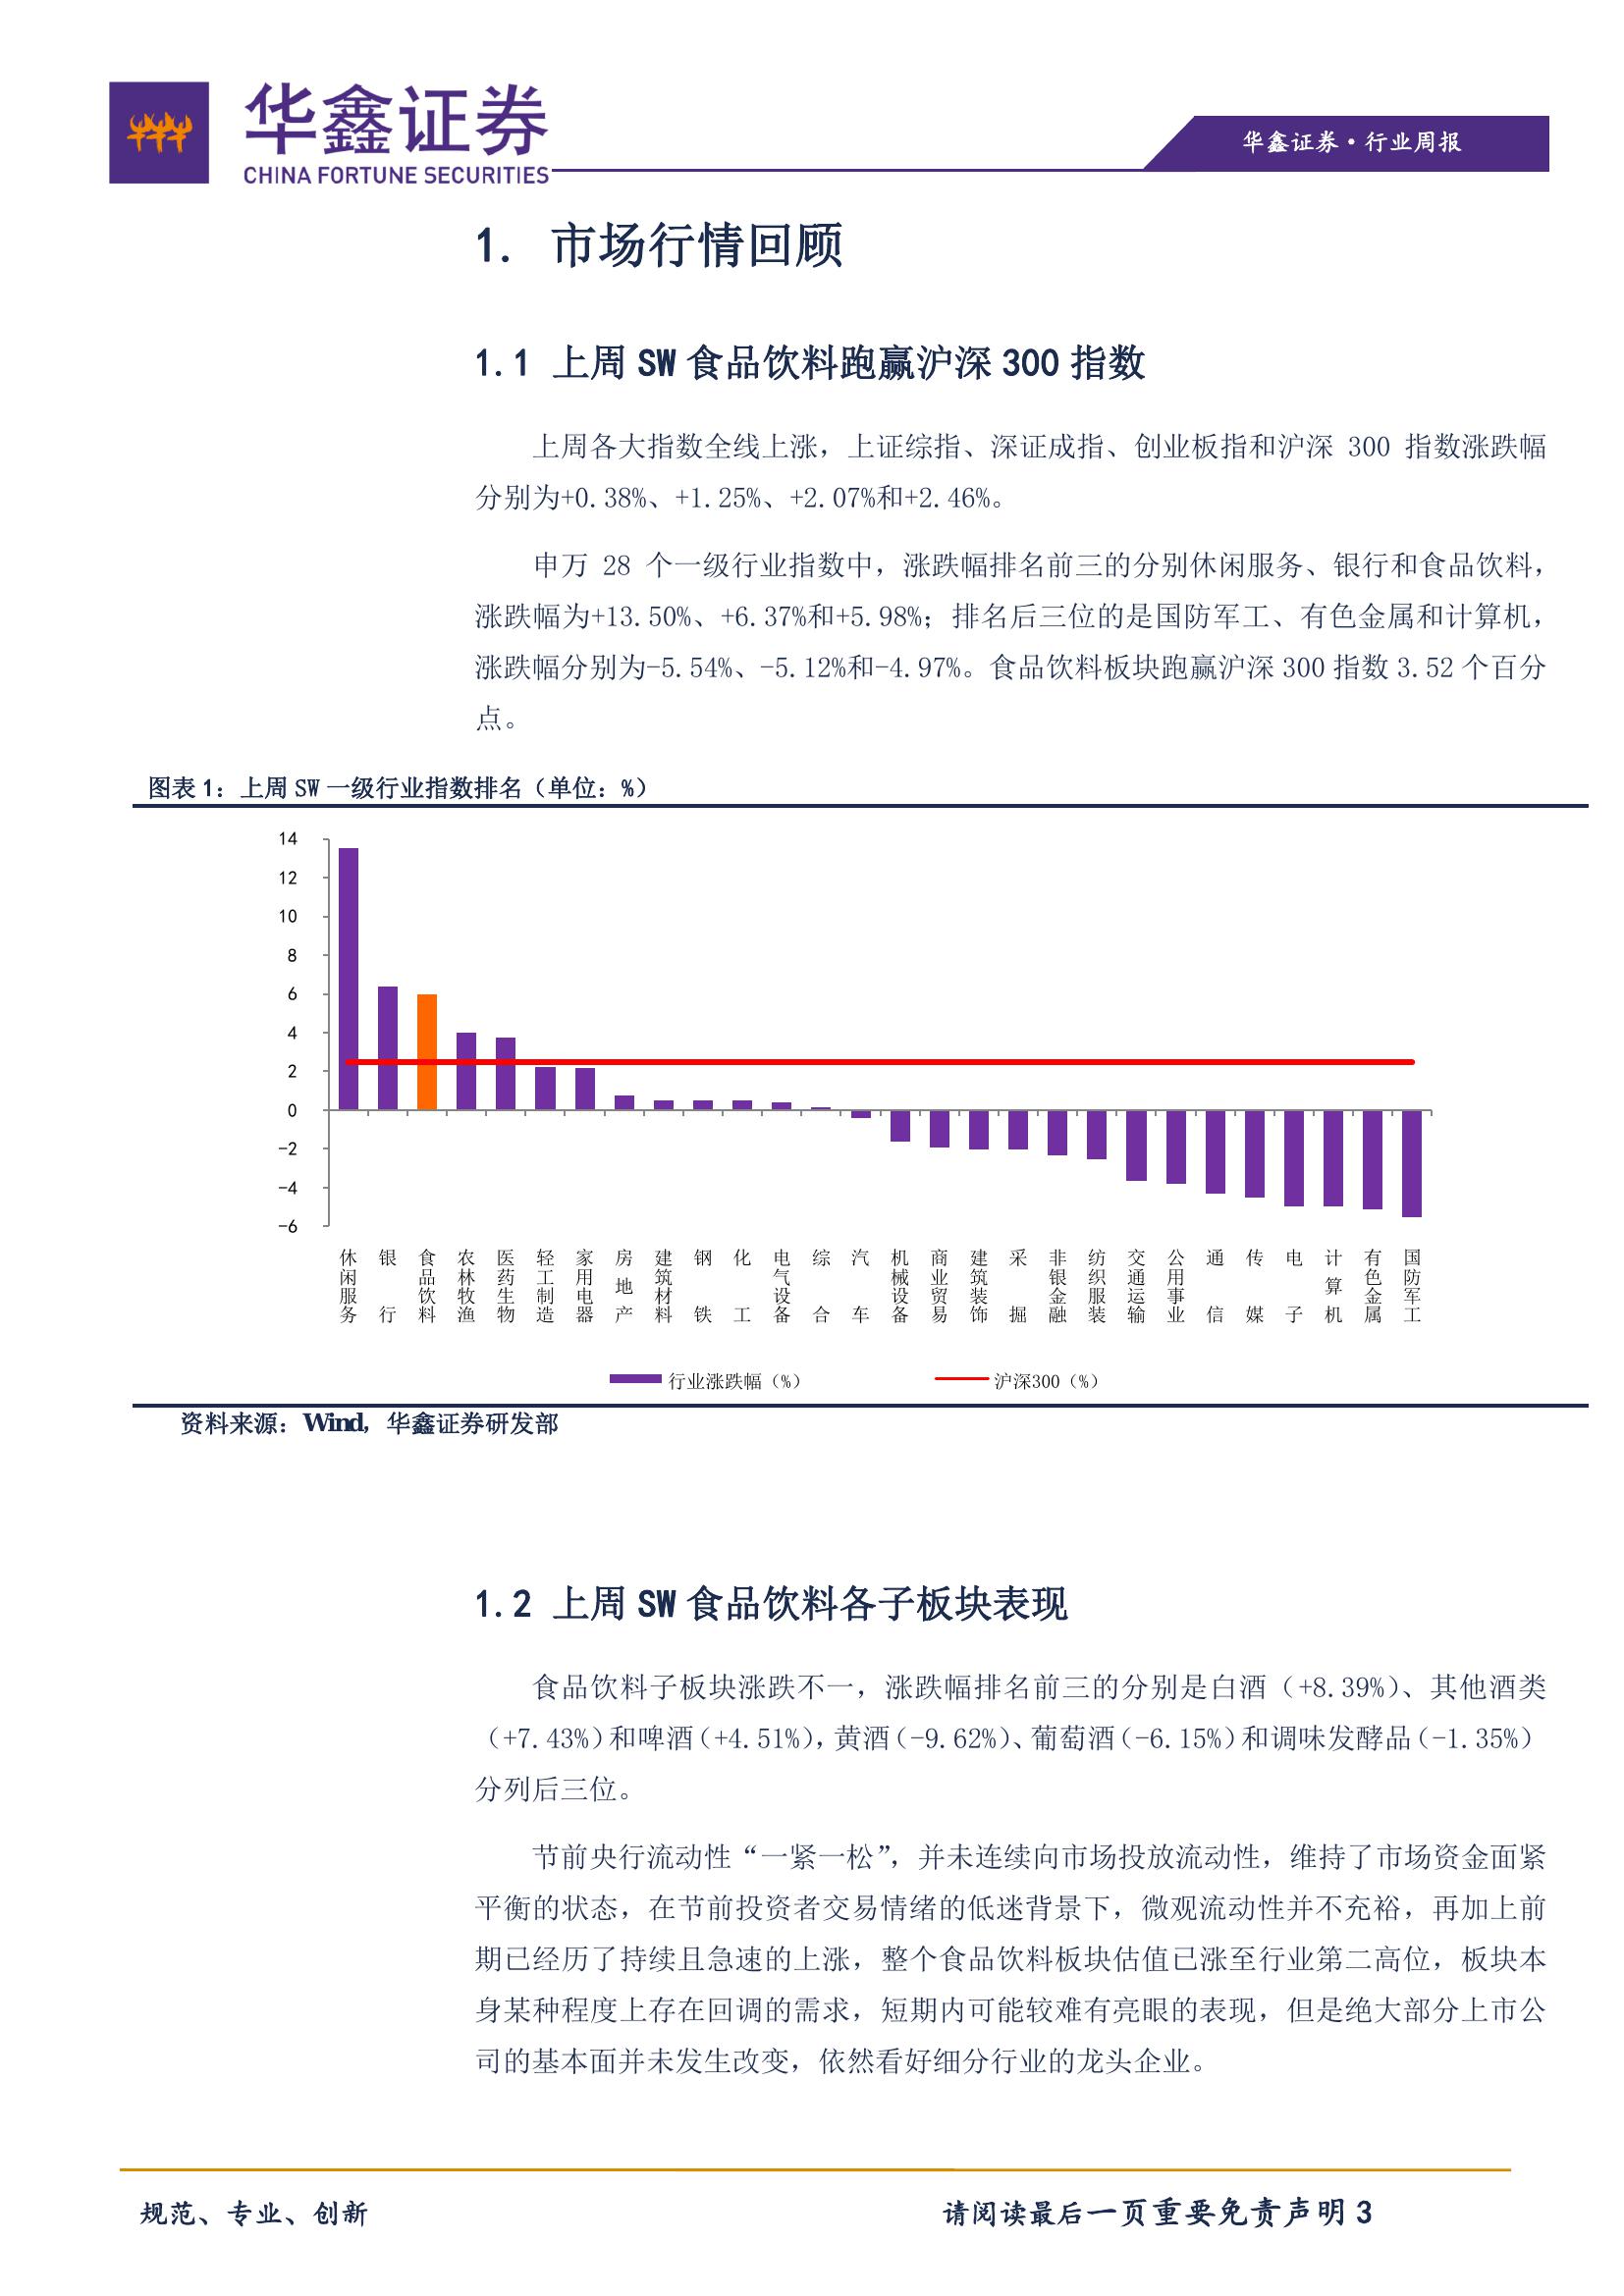 华鑫证券
CHINA FORTUNE SECURITIES
华鑫证券·行业周报
1. 市场行情回顾
1.1 上周 SW 食品饮料跑赢沪深 300 指数
上周各大指数全线上涨，上证综指、深证成指、创业板指和沪深 300 指数涨跌幅
分别为+0.38%、+1.25%、+2.07%和+2.46%。
申万 28 个一级行业指数中，涨跌幅排名前三的分别休闲服务、银行和食品饮料，
涨跌幅为+13.50%、+6.37%和+5.98%；排名后三位的是国防军工、有色金属和计算机，
涨跌幅分别为-5.54%、-5.12%和-4.97%。食品饮料板块跑赢沪深 300 指数 3.52 个百分
点。
图表 1：上周 SW 一级行业指数排名（单位：%）
14
12
10
8
6
4
2
0
-2
-4
-6
休闲服务
银行
食品饮料
农林牧渔
医药生物
轻工制造
家用电器
房地产
建筑材料
钢铁
化工
电气设备
综合
汽车
机械设备
商业贸易
建筑装饰
采掘
非银金融
纺织服装
交通运输
公用事业
通信
传媒
电子
计算机
有色金属
国防军工
行业涨跌幅（%）
沪深300（%）
资料来源：Wind，华鑫证券研发部
1.2 上周 SW 食品饮料各子板块表现
食品饮料子板块涨跌不一，涨跌幅排名前三的分别是白酒（+8.39%）、其他酒类
（+7.43%）和啤酒（+4.51%），黄酒（-9.62%）、葡萄酒（-6.15%）和调味发酵品（-1.35%）
分列后三位。
节前央行流动性“一紧一松”，并未连续向市场投放流动性，维持了市场资金面紧
平衡的状态，在节前投资者交易情绪的低迷背景下，微观流动性并不充裕，再加上前
期已经历了持续且急速的上涨，整个食品饮料板块估值已涨至行业第二高位，板块本
身某种程度上存在回调的需求，短期内可能较难有亮眼的表现，但是绝大部分上市公
司的基本面并未发生改变，依然看好细分行业的龙头企业。
规范、专业、创新
请阅读最后一页重要免责声明 3